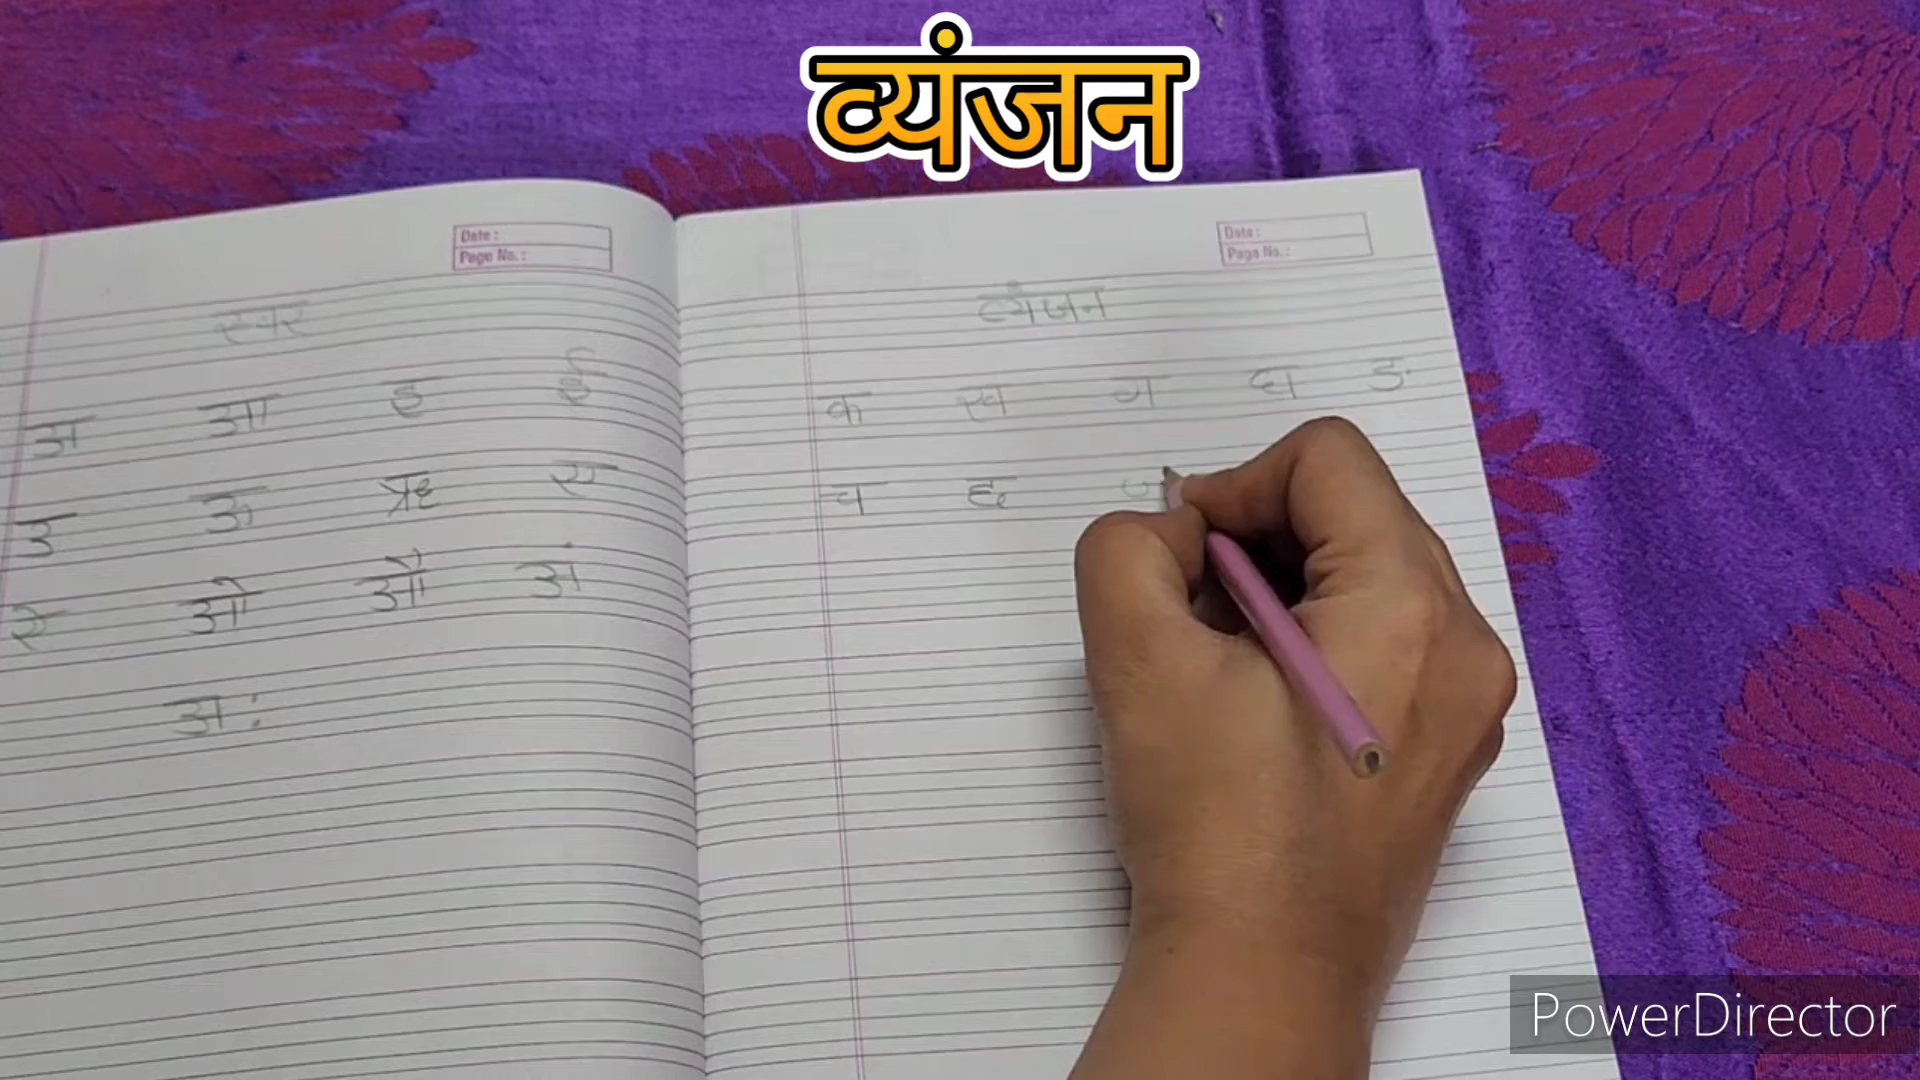 व्यंजन
Date :
Page No. :
स्वर
अ आ इ ई
उ ऊ ऋ ए
ऐ ओ औ अं
अ :
Date :
Page No. :
व्यंजन
क ख ग घ ङ
च छ
PowerDirector